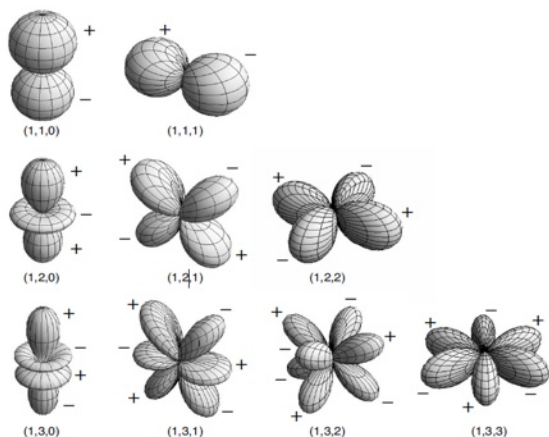 + +
−
−
(1,1,0) (1,1,1)
+ − −
+ +
− +
−
+ + −
(1,2,0) (1,2,1) (1,2,2)
+ + − + − −
+ + −
− − −
+ + −
− +
− + − + − +
(1,3,0) (1,3,1) (1,3,2) (1,3,3)